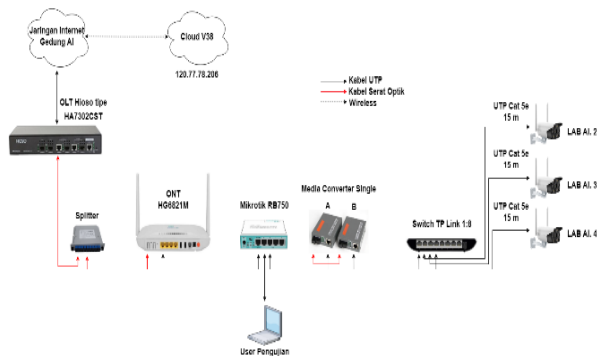 Jaringan Internet
Gedung AI
Cloud V38
120.77.78.206
OLT Hioso tipe
HA7302CST
Kabel UTP
Kabel Serat Optik
Wireless
UTP Cat 5e
15 m
LAB AI. 2
UTP Cat 5e
15 m
LAB AI. 3
UTP Cat 5e
15 m
LAB AI. 4
Splitter
ONT
HG6821M
Mikrotik RB750
Media Converter Single
A
B
Switch TP Link 1:8
User Pengujian